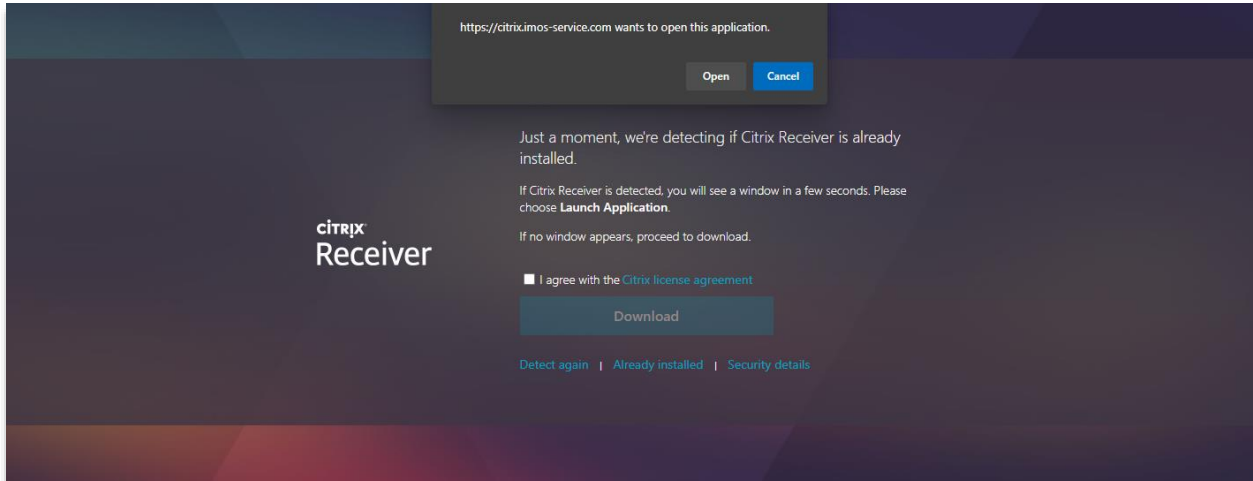 https://citrix.imos-service.com wants to open this application.
Open Cancel
Just a moment, we're detecting if Citrix Receiver is already
installed.
If Citrix Receiver is detected, you will see a window in a few seconds. Please
choose Launch Application.
If no window appears, proceed to download.
citrix
Receiver
I agree with the Citrix license agreement
Download
Detect again | Already installed | Security details